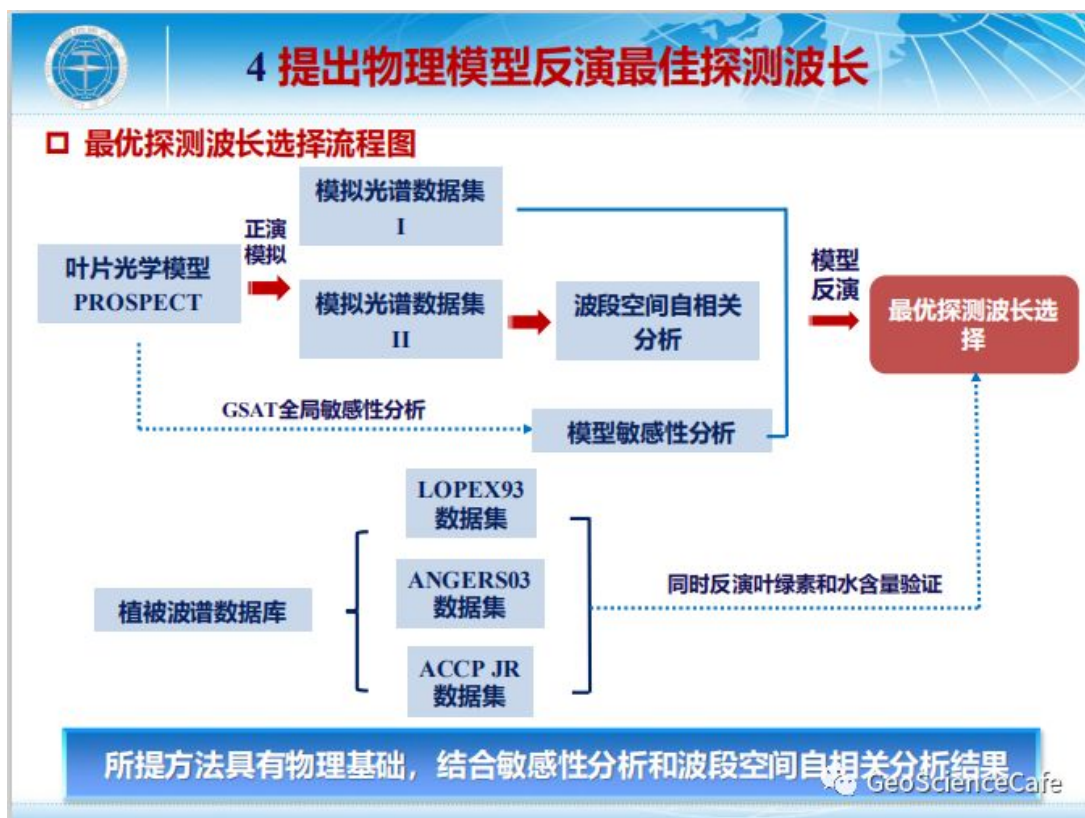 4 提出物理模型反演最佳探测波长
最优探测波长选择流程图
模拟光谱数据集
I
正演
模拟
叶片光学模型
PROSPECT
模拟光谱数据集
II
波段空间自相关
分析
模型
反演
最优探测波长选
择
GSAT全局敏感性分析
模型敏感性分析
LOPEX93
数据集
ANGERS03
数据集
ACCP JR
数据集
植被波谱数据库
同时反演叶绿素和水含量验证
所提方法具有物理基础，结合敏感性分析和波段空间自相关分析结果
GeoScienceCafe